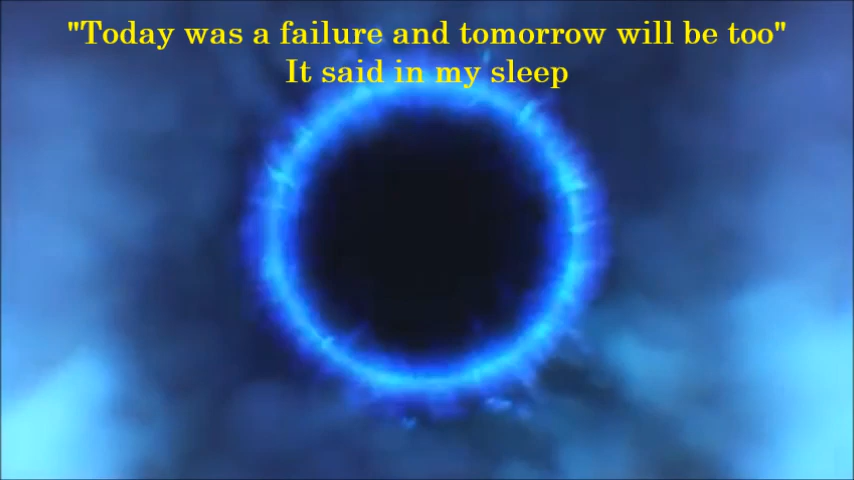 "Today was a failure and tomorrow will be too"
It said in my sleep